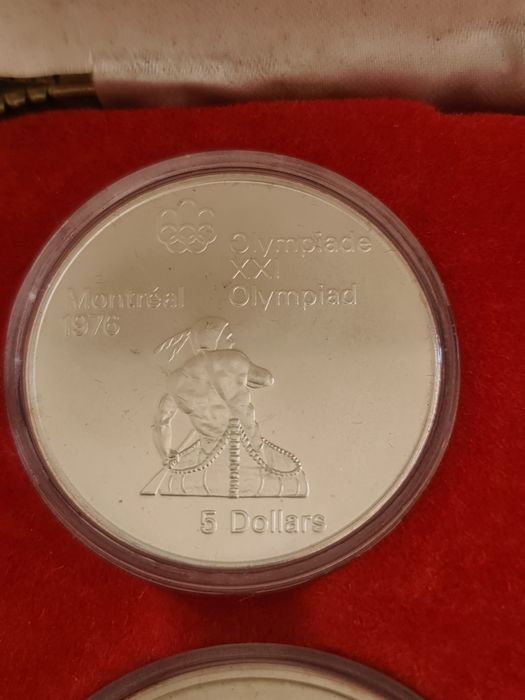 Olympiade
XXI
Olympiad
Montréal
1976
5 Dollars